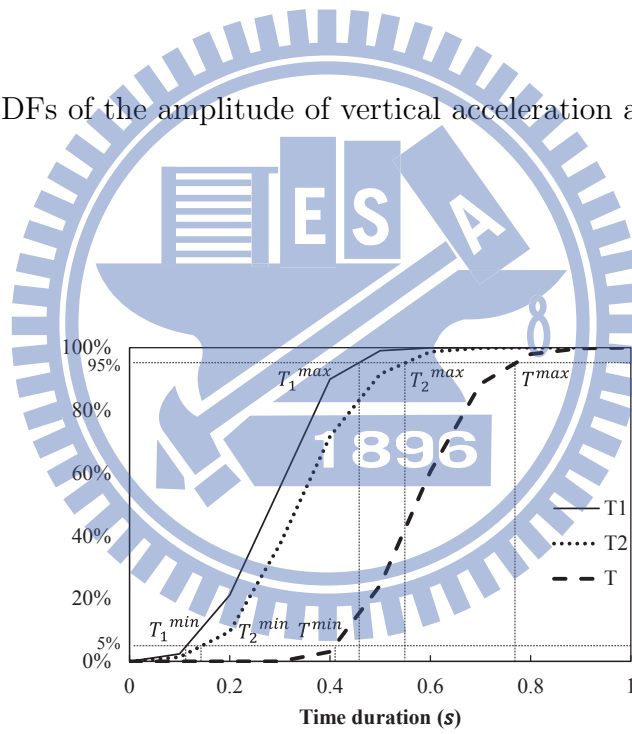 DFs of the amplitude of vertical acceleration a
E S A
8
1896
100%
95%
80%
60%
40%
20%
5%
0%
T₁ᵐᵃˣ
T₂ᵐᵃˣ
Tᵐᵃˣ
T₁ᵐⁱⁿ
T₂ᵐⁱⁿ
Tᵐⁱⁿ
T1
T2
T
0 0.2 0.4 0.6 0.8 1
Time duration (s)